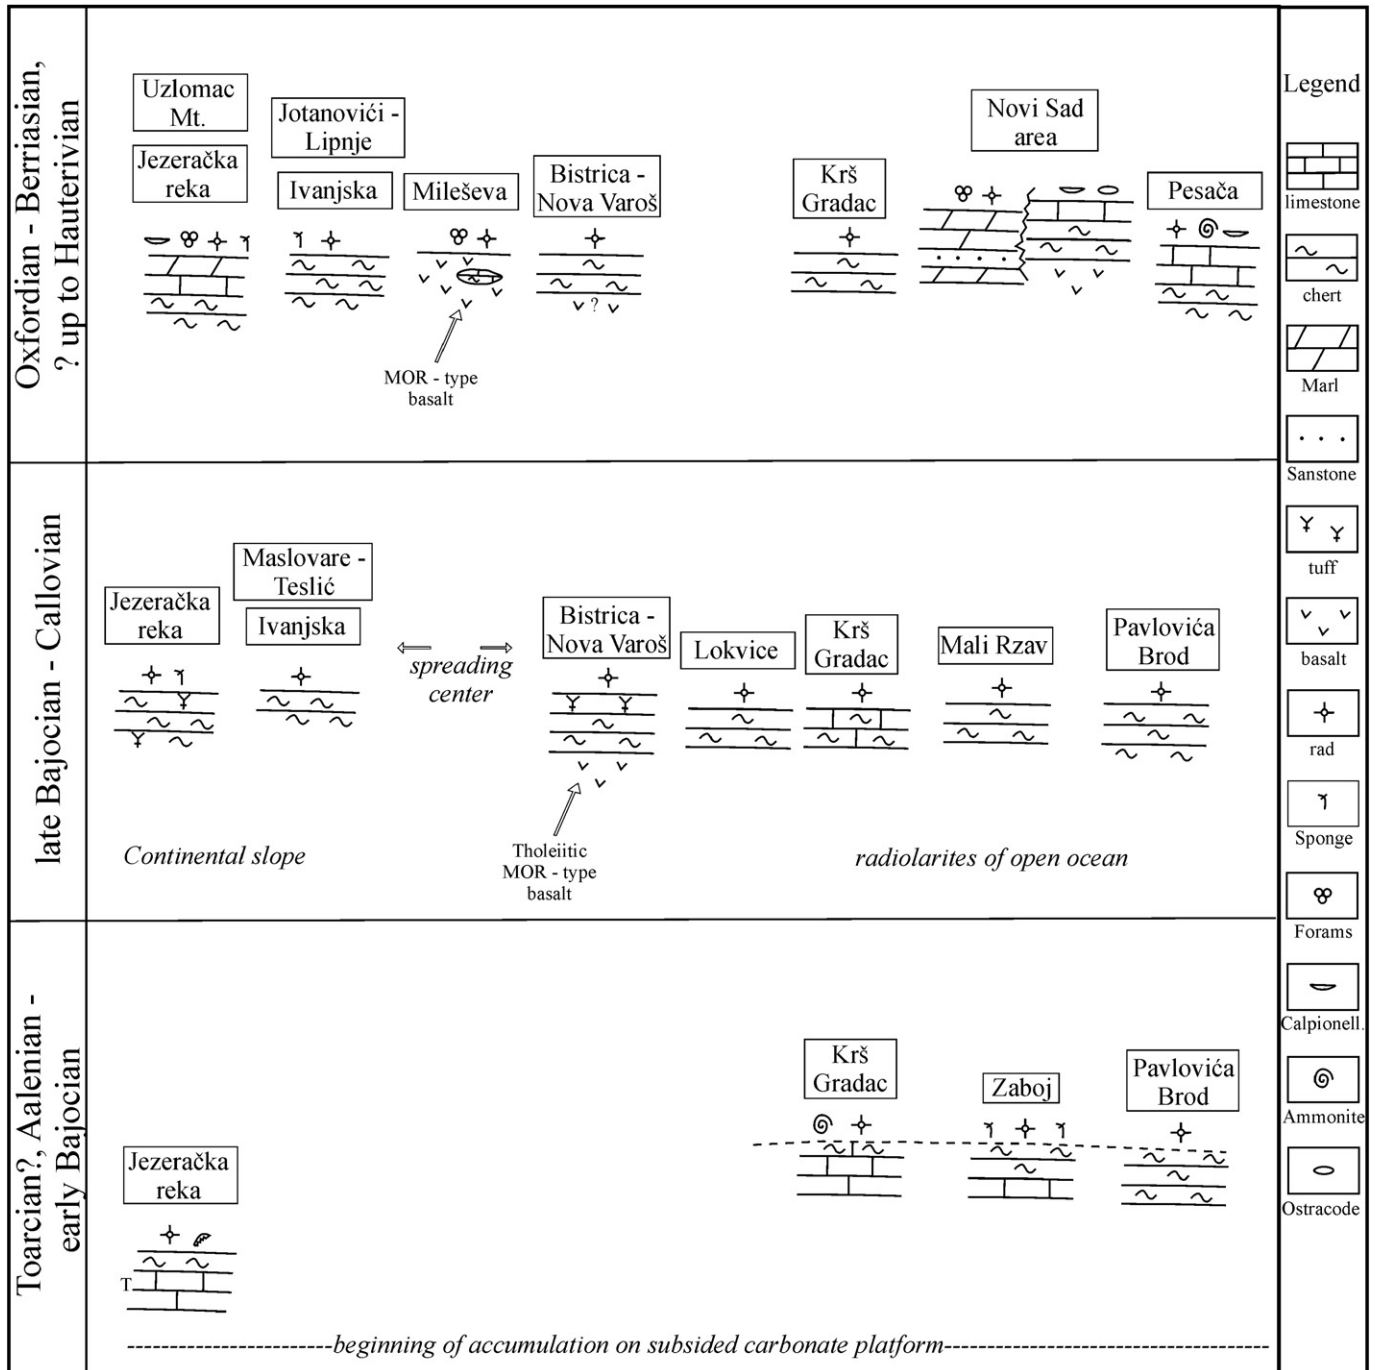 Oxfordian - Berriasian,
? up to Hauterivian
Uzlomac
Mt.
Jezeračka
reka
Jotanovići -
Lipnje
Ivanjska
Mileševa
Bistrica -
Nova Varoš
?
MOR - type
basalt
Krš
Gradac
Novi Sad
area
Pesača
late Bajocian - Callovian
Jezeračka
reka
Maslovare -
Teslić
Ivanjska
spreading
center
Bistrica -
Nova Varoš
Lokvice
Krš
Gradac
Mali Rzav
Pavlovića
Brod
Continental slope
Tholeiitic
MOR - type
basalt
radiolarites of open ocean
Toarcian?, Aalenian -
early Bajocian
Jezeračka
reka
T
Krš
Gradac
Zaboj
Pavlovića
Brod
beginning of accumulation on subsided carbonate platform
Legend
limestone
chert
Marl
Sanstone
tuff
basalt
rad
Sponge
Forams
Calpionell.
Ammonite
Ostracode